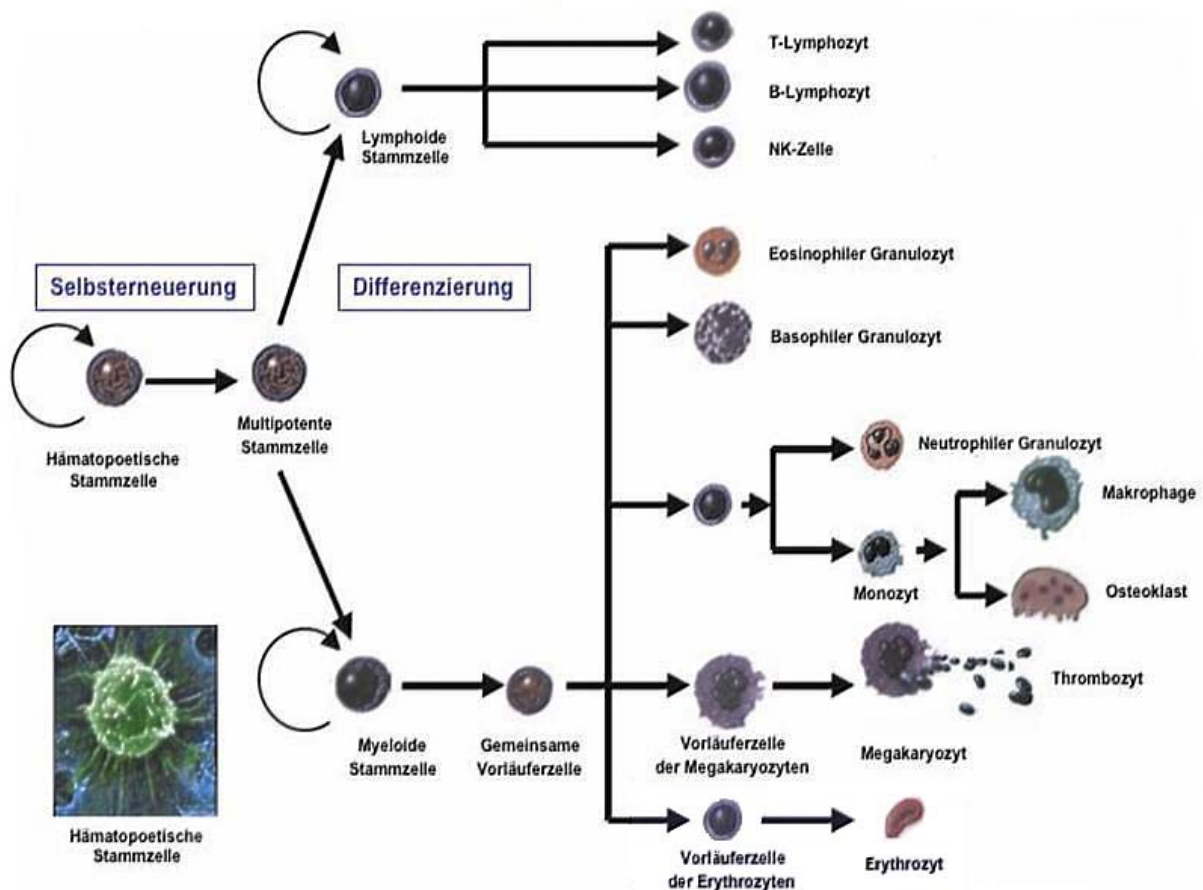 T-Lymphozyt
B-Lymphozyt
NK-Zelle
Lymphoide
Stammzelle
Eosinophiler Granulozyt
Selbsterneuerung
Differenzierung
Basophiler Granulozyt
Multipotente
Stammzelle
Hämatopoetische
Stammzelle
Neutrophiler Granulozyt
Makrophage
Monozyt
Osteoklast
Thrombozyt
Myeloide
Stammzelle
Gemeinsame
Vorläuferzelle
Vorläuferzelle
der Megakaryozyten
Megakaryozyt
Hämatopoetische
Stammzelle
Vorläuferzelle
der Erythrozyten
Erythrozyt